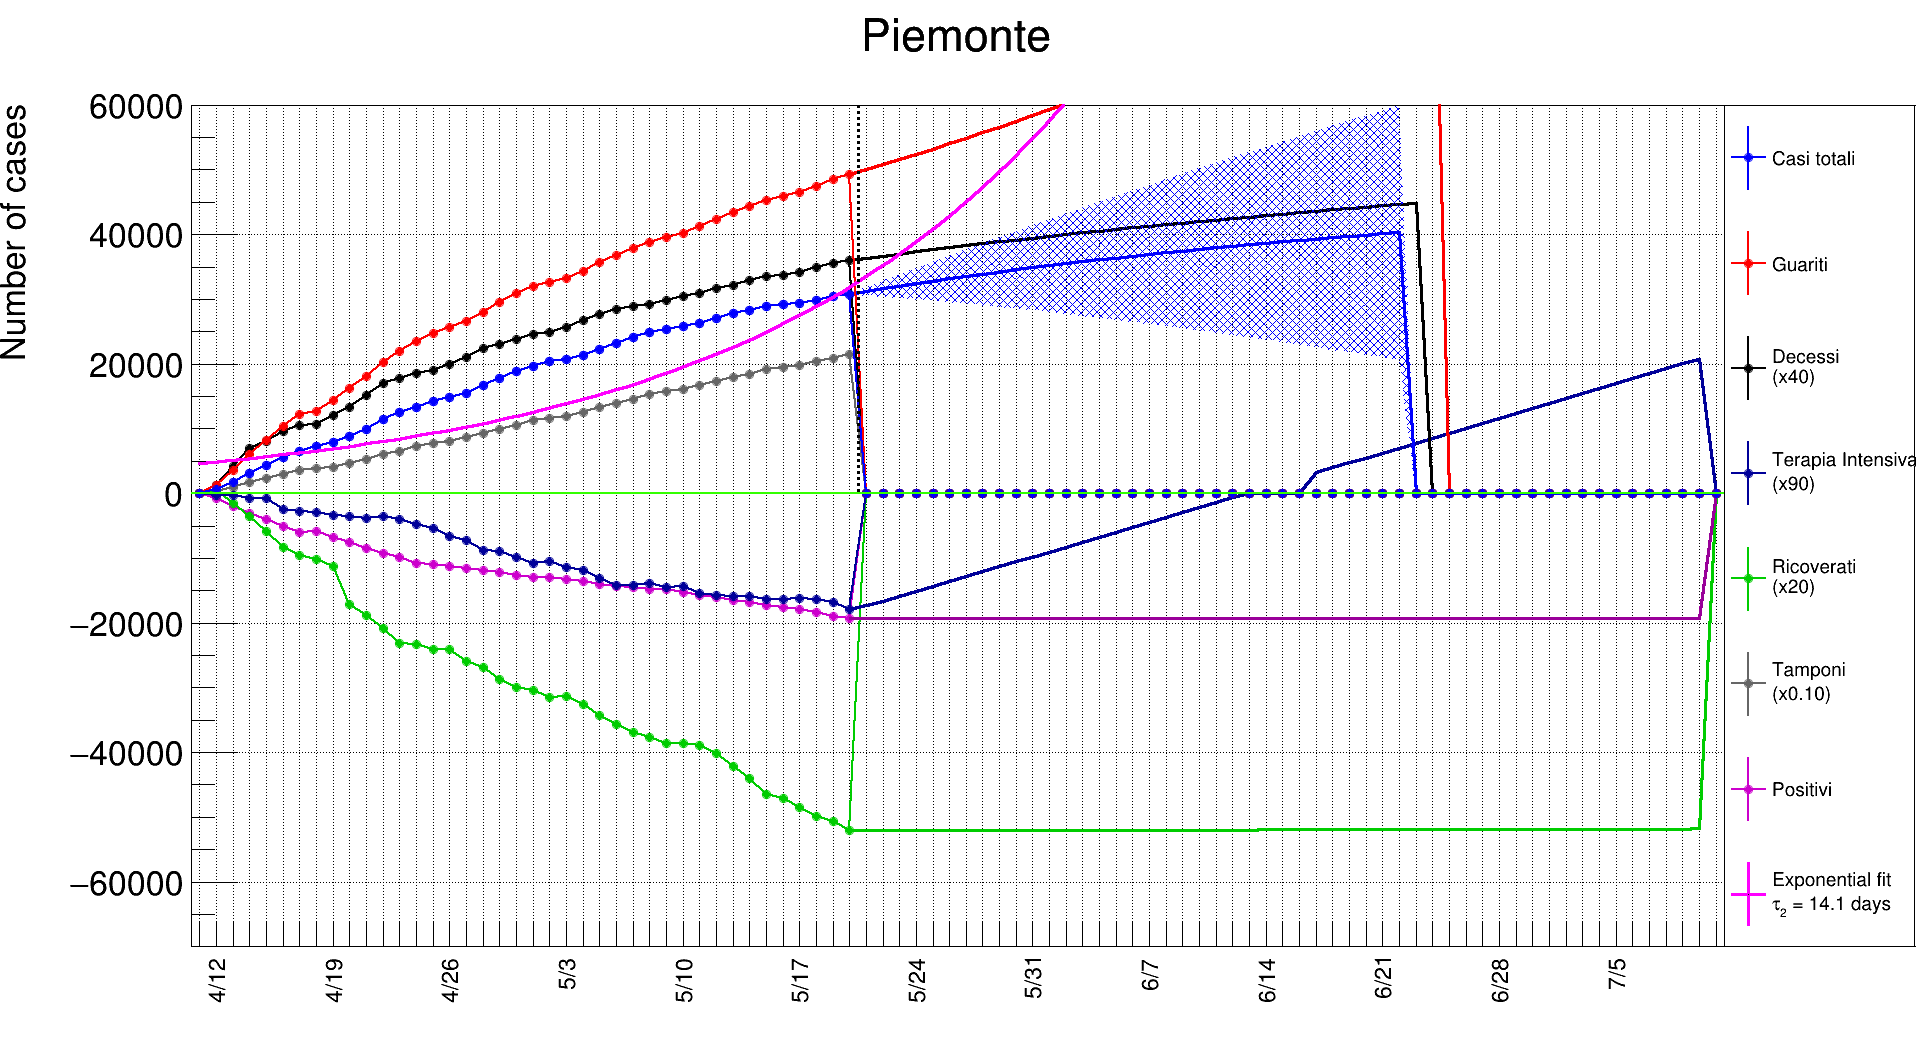 Piemonte
Number of cases
60000
40000
20000
0
−20000
−40000
−60000
4/12
4/19
4/26
5/3
5/10
5/17
5/24
5/31
6/7
6/14
6/21
6/28
7/5
Casi totali
Guariti
Decessi
(x40)
Terapia Intensiva
(x90)
Ricoverati
(x20)
Tamponi
(x0.10)
Positivi
Exponential fit
τ2 = 14.1 days